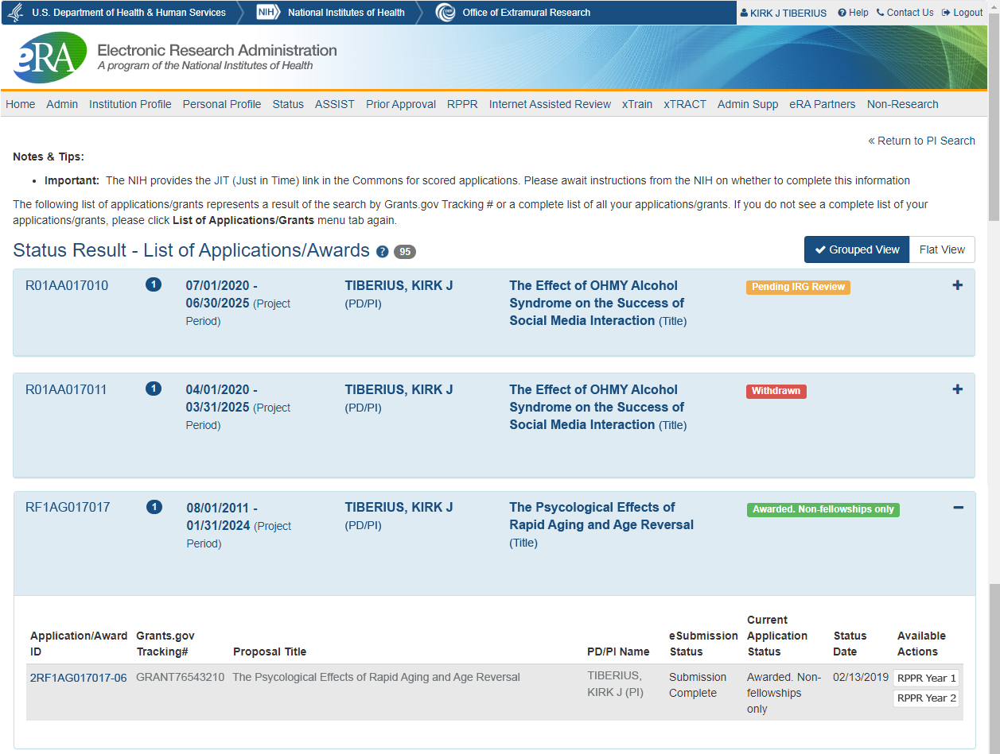 U.S. Department of Health & Human Services NIH National Institutes of Health Office of Extramural Research KIRK J TIBERIUS Help Contact Us Logout
eRA Electronic Research Administration
A program of the National Institutes of Health
Home Admin Institution Profile Personal Profile Status ASSIST Prior Approval RPPR Internet Assisted Review xTrain xTRACT Admin Supp eRA Partners Non-Research
« Return to PI Search
Notes & Tips:
• Important: The NIH provides the JIT (Just in Time) link in the Commons for scored applications. Please await instructions from the NIH on whether to complete this information
The following list of applications/grants represents a result of the search by Grants.gov Tracking # or a complete list of all your applications/grants. If you do not see a complete list of your
applications/grants, please click List of Applications/Grants menu tab again.
Status Result - List of Applications/Awards ? 95 Grouped View Flat View
R01AA017010 1 07/01/2020 - TIBERIUS, KIRK J The Effect of OHMY Alcohol Pending IRG Review +
06/30/2025 (Project (PD/PI) Syndrome on the Success of
Period) Social Media Interaction (Title)
R01AA017011 1 04/01/2020 - TIBERIUS, KIRK J The Effect of OHMY Alcohol Withdrawn +
03/31/2025 (Project (PD/PI) Syndrome on the Success of
Period) Social Media Interaction (Title)
RF1AG017017 1 08/01/2011 - TIBERIUS, KIRK J The Psycological Effects of Awarded. Non-fellowships only −
01/31/2024 (Project (PD/PI) Rapid Aging and Age Reversal
Period) (Title)
Application/Award ID Grants.gov Tracking# Proposal Title PD/PI Name eSubmission Status Current Application Status Status Date Available Actions
2RF1AG017017-06 GRANT76543210 The Psycological Effects of Rapid Aging and Age Reversal TIBERIUS, Submission Awarded. Non- 02/13/2019 RPPR Year 1
KIRK J (PI) Complete fellowships RPPR Year 2
only